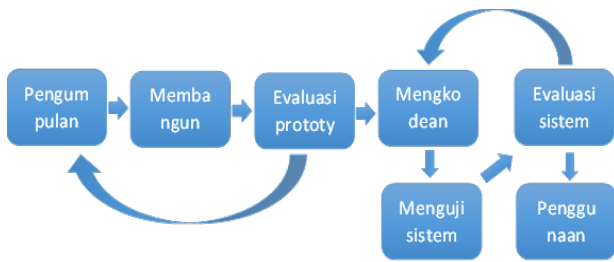 Pengum
pulan
Memba
ngun
Evaluasi
prototy
Mengko
dean
Evaluasi
sistem
Menguji
sistem
Penggu
naan